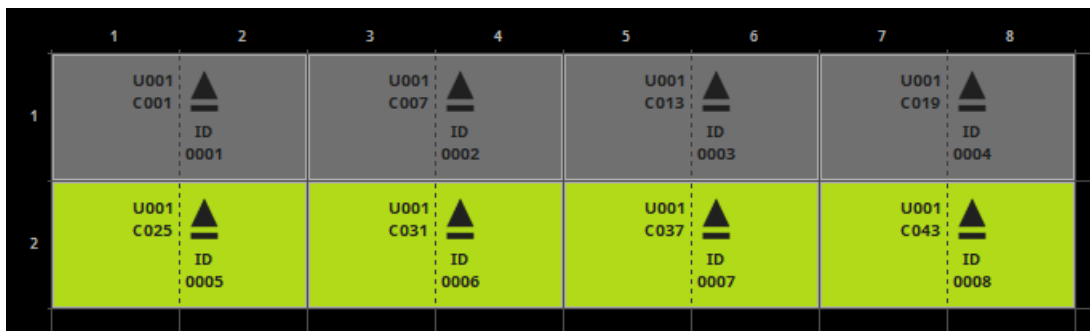 1 2 3 4 5 6 7 8
1
U001 U001 U001 U001
C001 C007 C013 C019
ID ID ID ID
0001 0002 0003 0004
2
U001 U001 U001 U001
C025 C031 C037 C043
ID ID ID ID
0005 0006 0007 0008